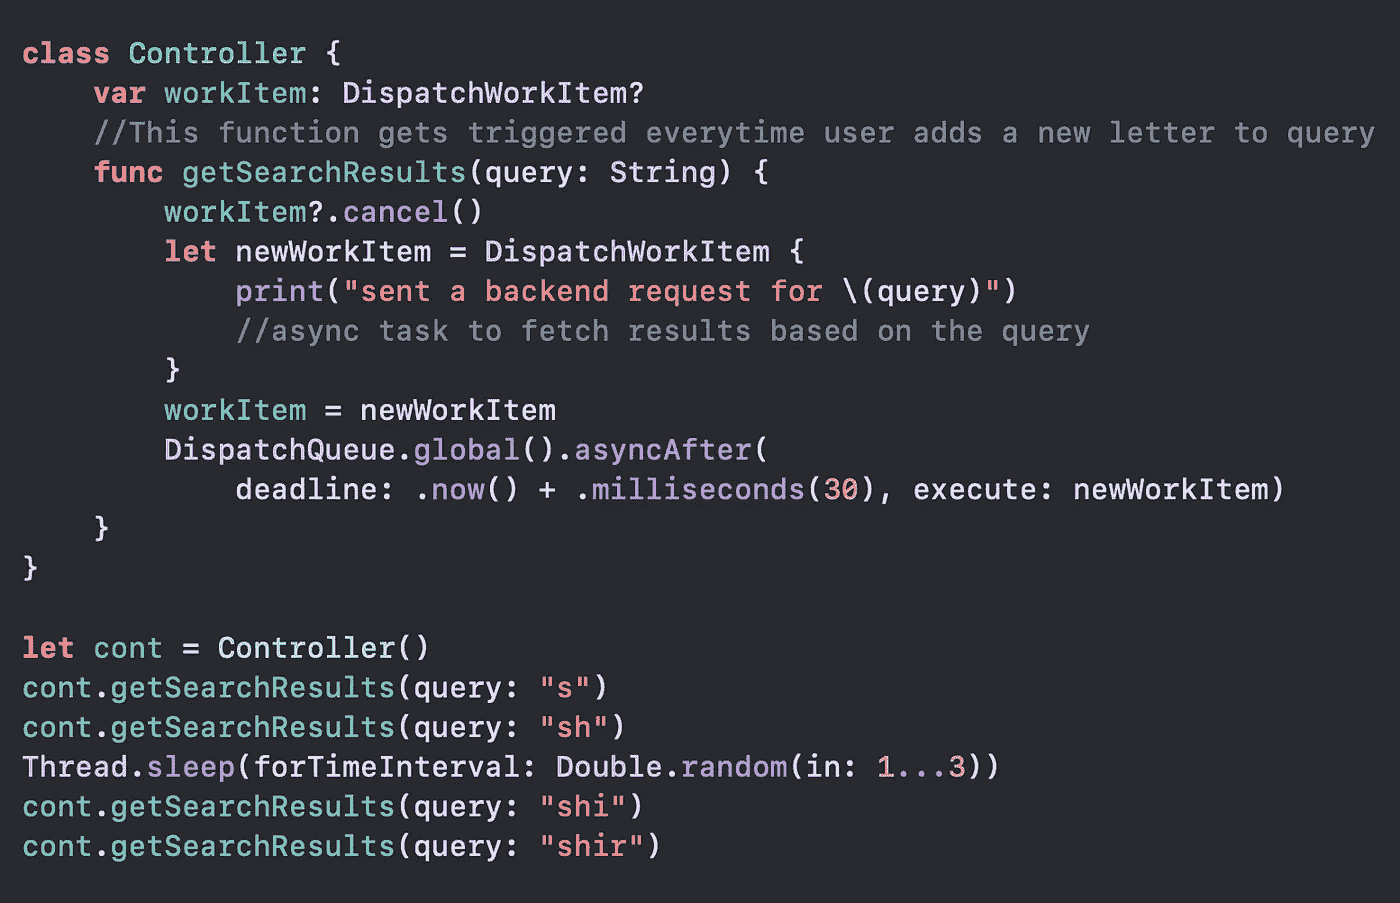 class Controller {
    var workItem: DispatchWorkItem?
    //This function gets triggered everytime user adds a new letter to query
    func getSearchResults(query: String) {
        workItem?.cancel()
        let newWorkItem = DispatchWorkItem {
            print("sent a backend request for \(query)")
            //async task to fetch results based on the query
        }
        workItem = newWorkItem
        DispatchQueue.global().asyncAfter(
            deadline: .now() + .milliseconds(30), execute: newWorkItem)
    }
}

let cont = Controller()
cont.getSearchResults(query: "s")
cont.getSearchResults(query: "sh")
Thread.sleep(forTimeInterval: Double.random(in: 1...3))
cont.getSearchResults(query: "shi")
cont.getSearchResults(query: "shir")